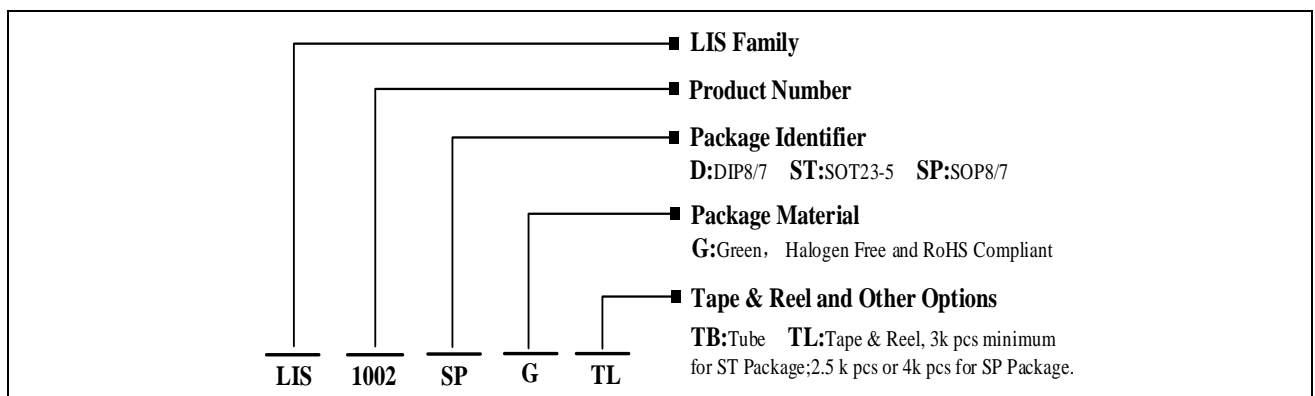 LIS Family
Product Number
Package Identifier
D:DIP8/7 ST:SOT23-5 SP:SOP8/7
Package Material
G:Green， Halogen Free and RoHS Compliant
Tape & Reel and Other Options
TB:Tube TL:Tape & Reel, 3k pcs minimum
for ST Package;2.5 k pcs or 4k pcs for SP Package.
LIS 1002 SP G TL